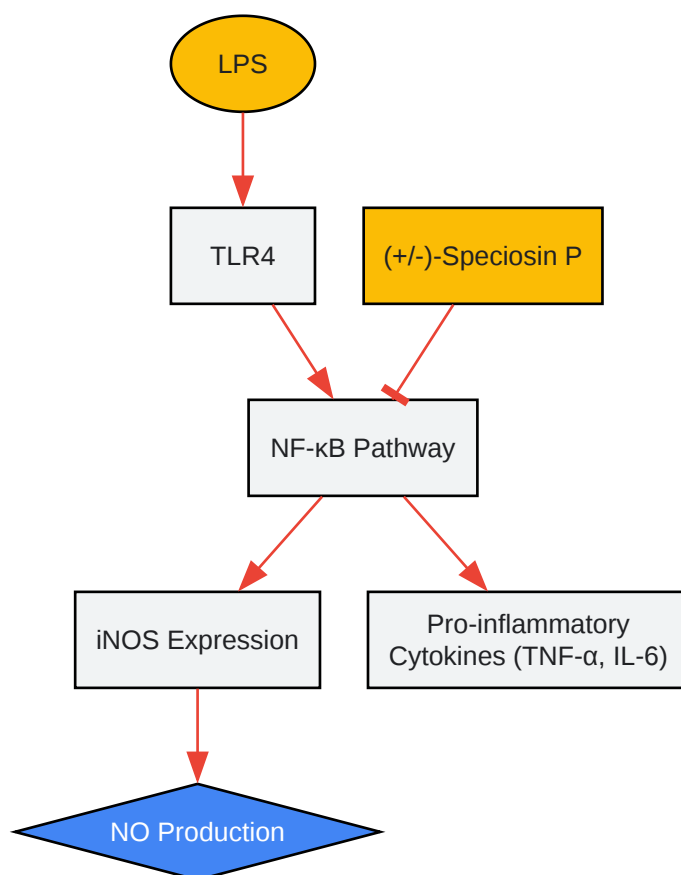 LPS
TLR4
(+/-)-Speciosin P
NF-κB Pathway
iNOS Expression
Pro-inflammatory
Cytokines (TNF-α, IL-6)
NO Production